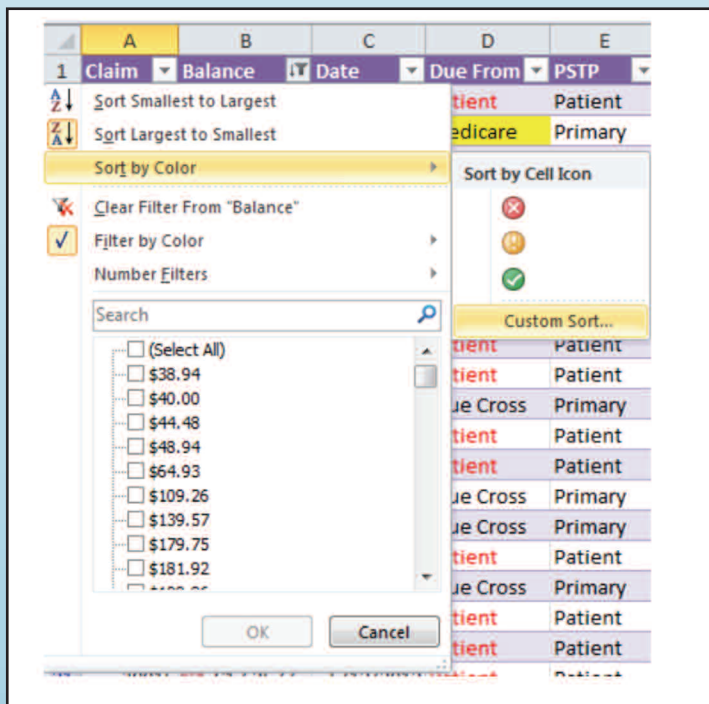 A B C D E
1 Claim Balance Date Due From PSTP
Sort Smallest to Largest tient Patient
Sort Largest to Smallest edicare Primary
Sort by Color Sort by Cell Icon
Clear Filter From "Balance"
Filter by Color
Number Filters
Search Custom Sort...
(Select All) tient Patient
$38.94 tient Patient
$40.00 ue Cross Primary
$44.48 tient Patient
$48.94
$64.93 tient Patient
$109.26 ue Cross Primary
$139.57 ue Cross Primary
$179.75 tient Patient
$181.92
ue Cross Primary
OK Cancel tient Patient
tient Patient
Patient